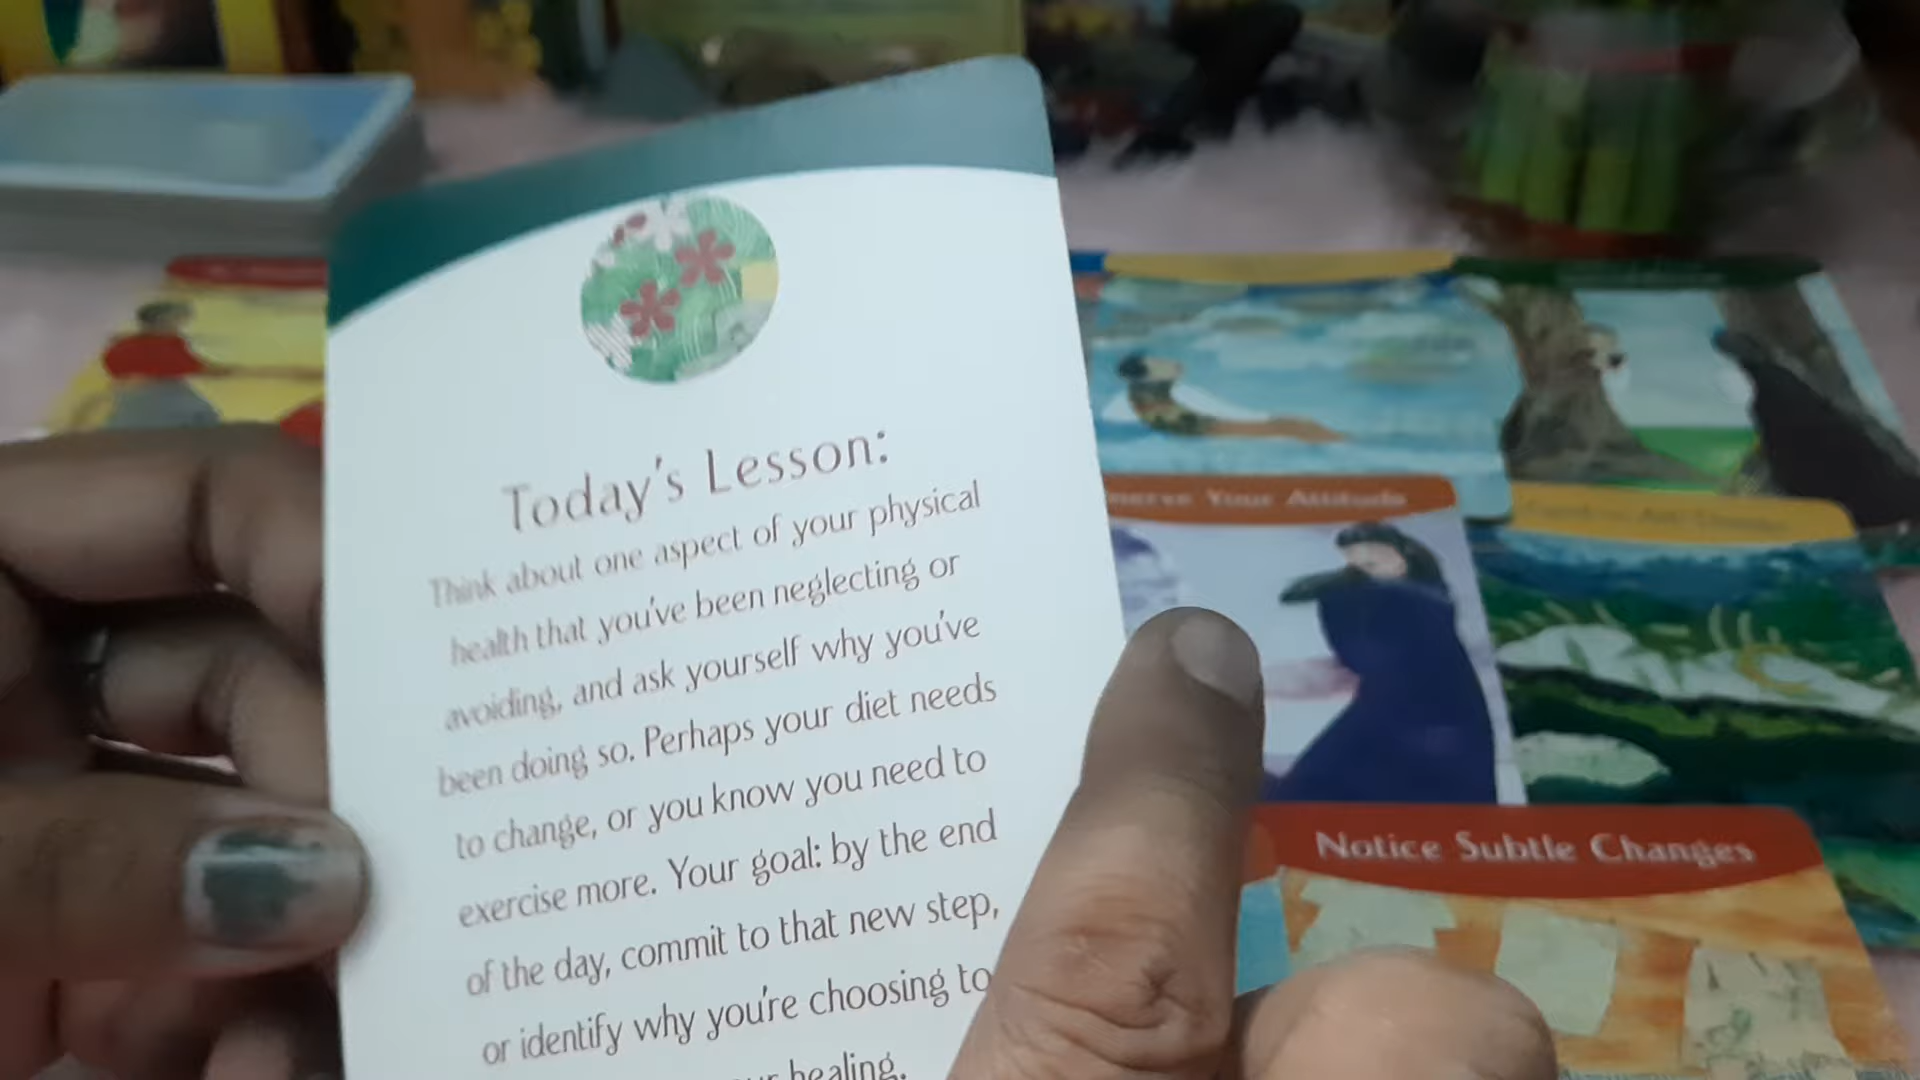 Today's Lesson:
Think about one aspect of your physical
health that you've been neglecting or
avoiding, and ask yourself why you've
been doing so. Perhaps your diet needs
to change, or you know you need to
exercise more. Your goal: by the end
of the day, commit to that new step,
or identify why you're choosing to
healing.
Your Attitude
Notice Subtle Changes